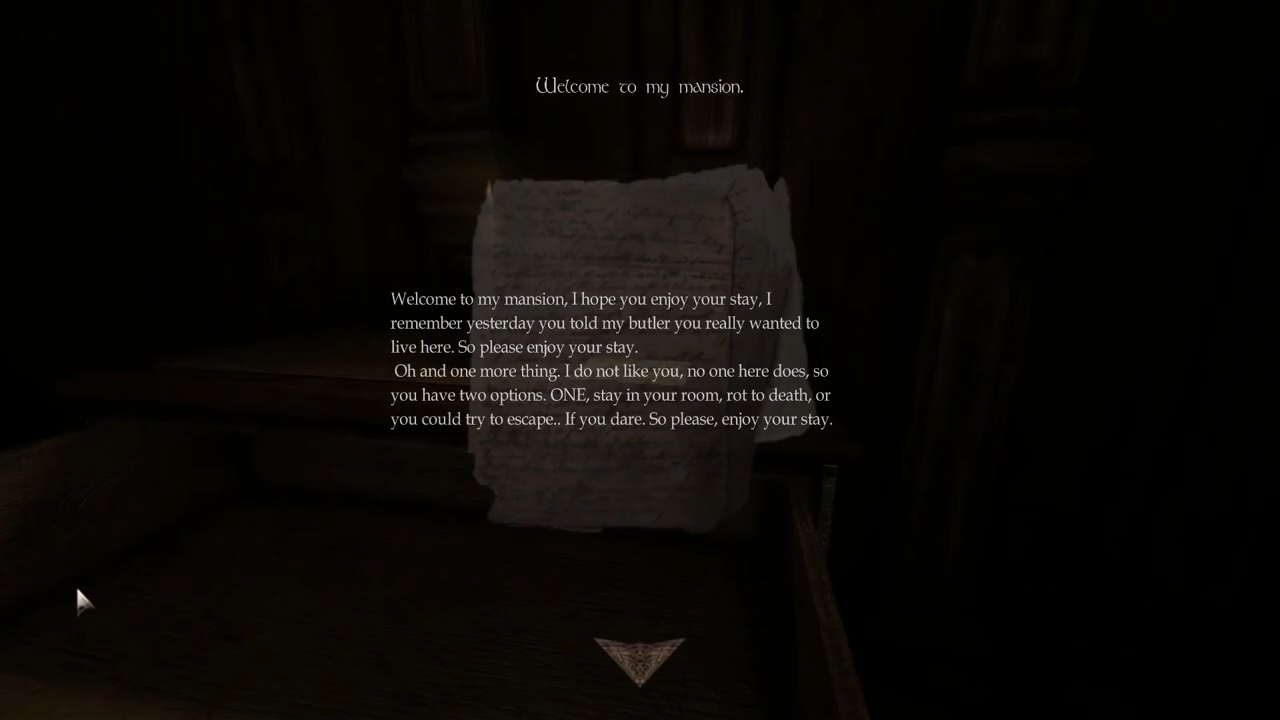 Welcome to my mansion.
Welcome to my mansion, I hope you enjoy your stay, I
remember yesterday you told my butler you really wanted to
live here. So please enjoy your stay.
Oh and one more thing. I do not like you, no one here does, so
you have two options. ONE, stay in your room, rot to death, or
you could try to escape.. If you dare. So please, enjoy your stay.